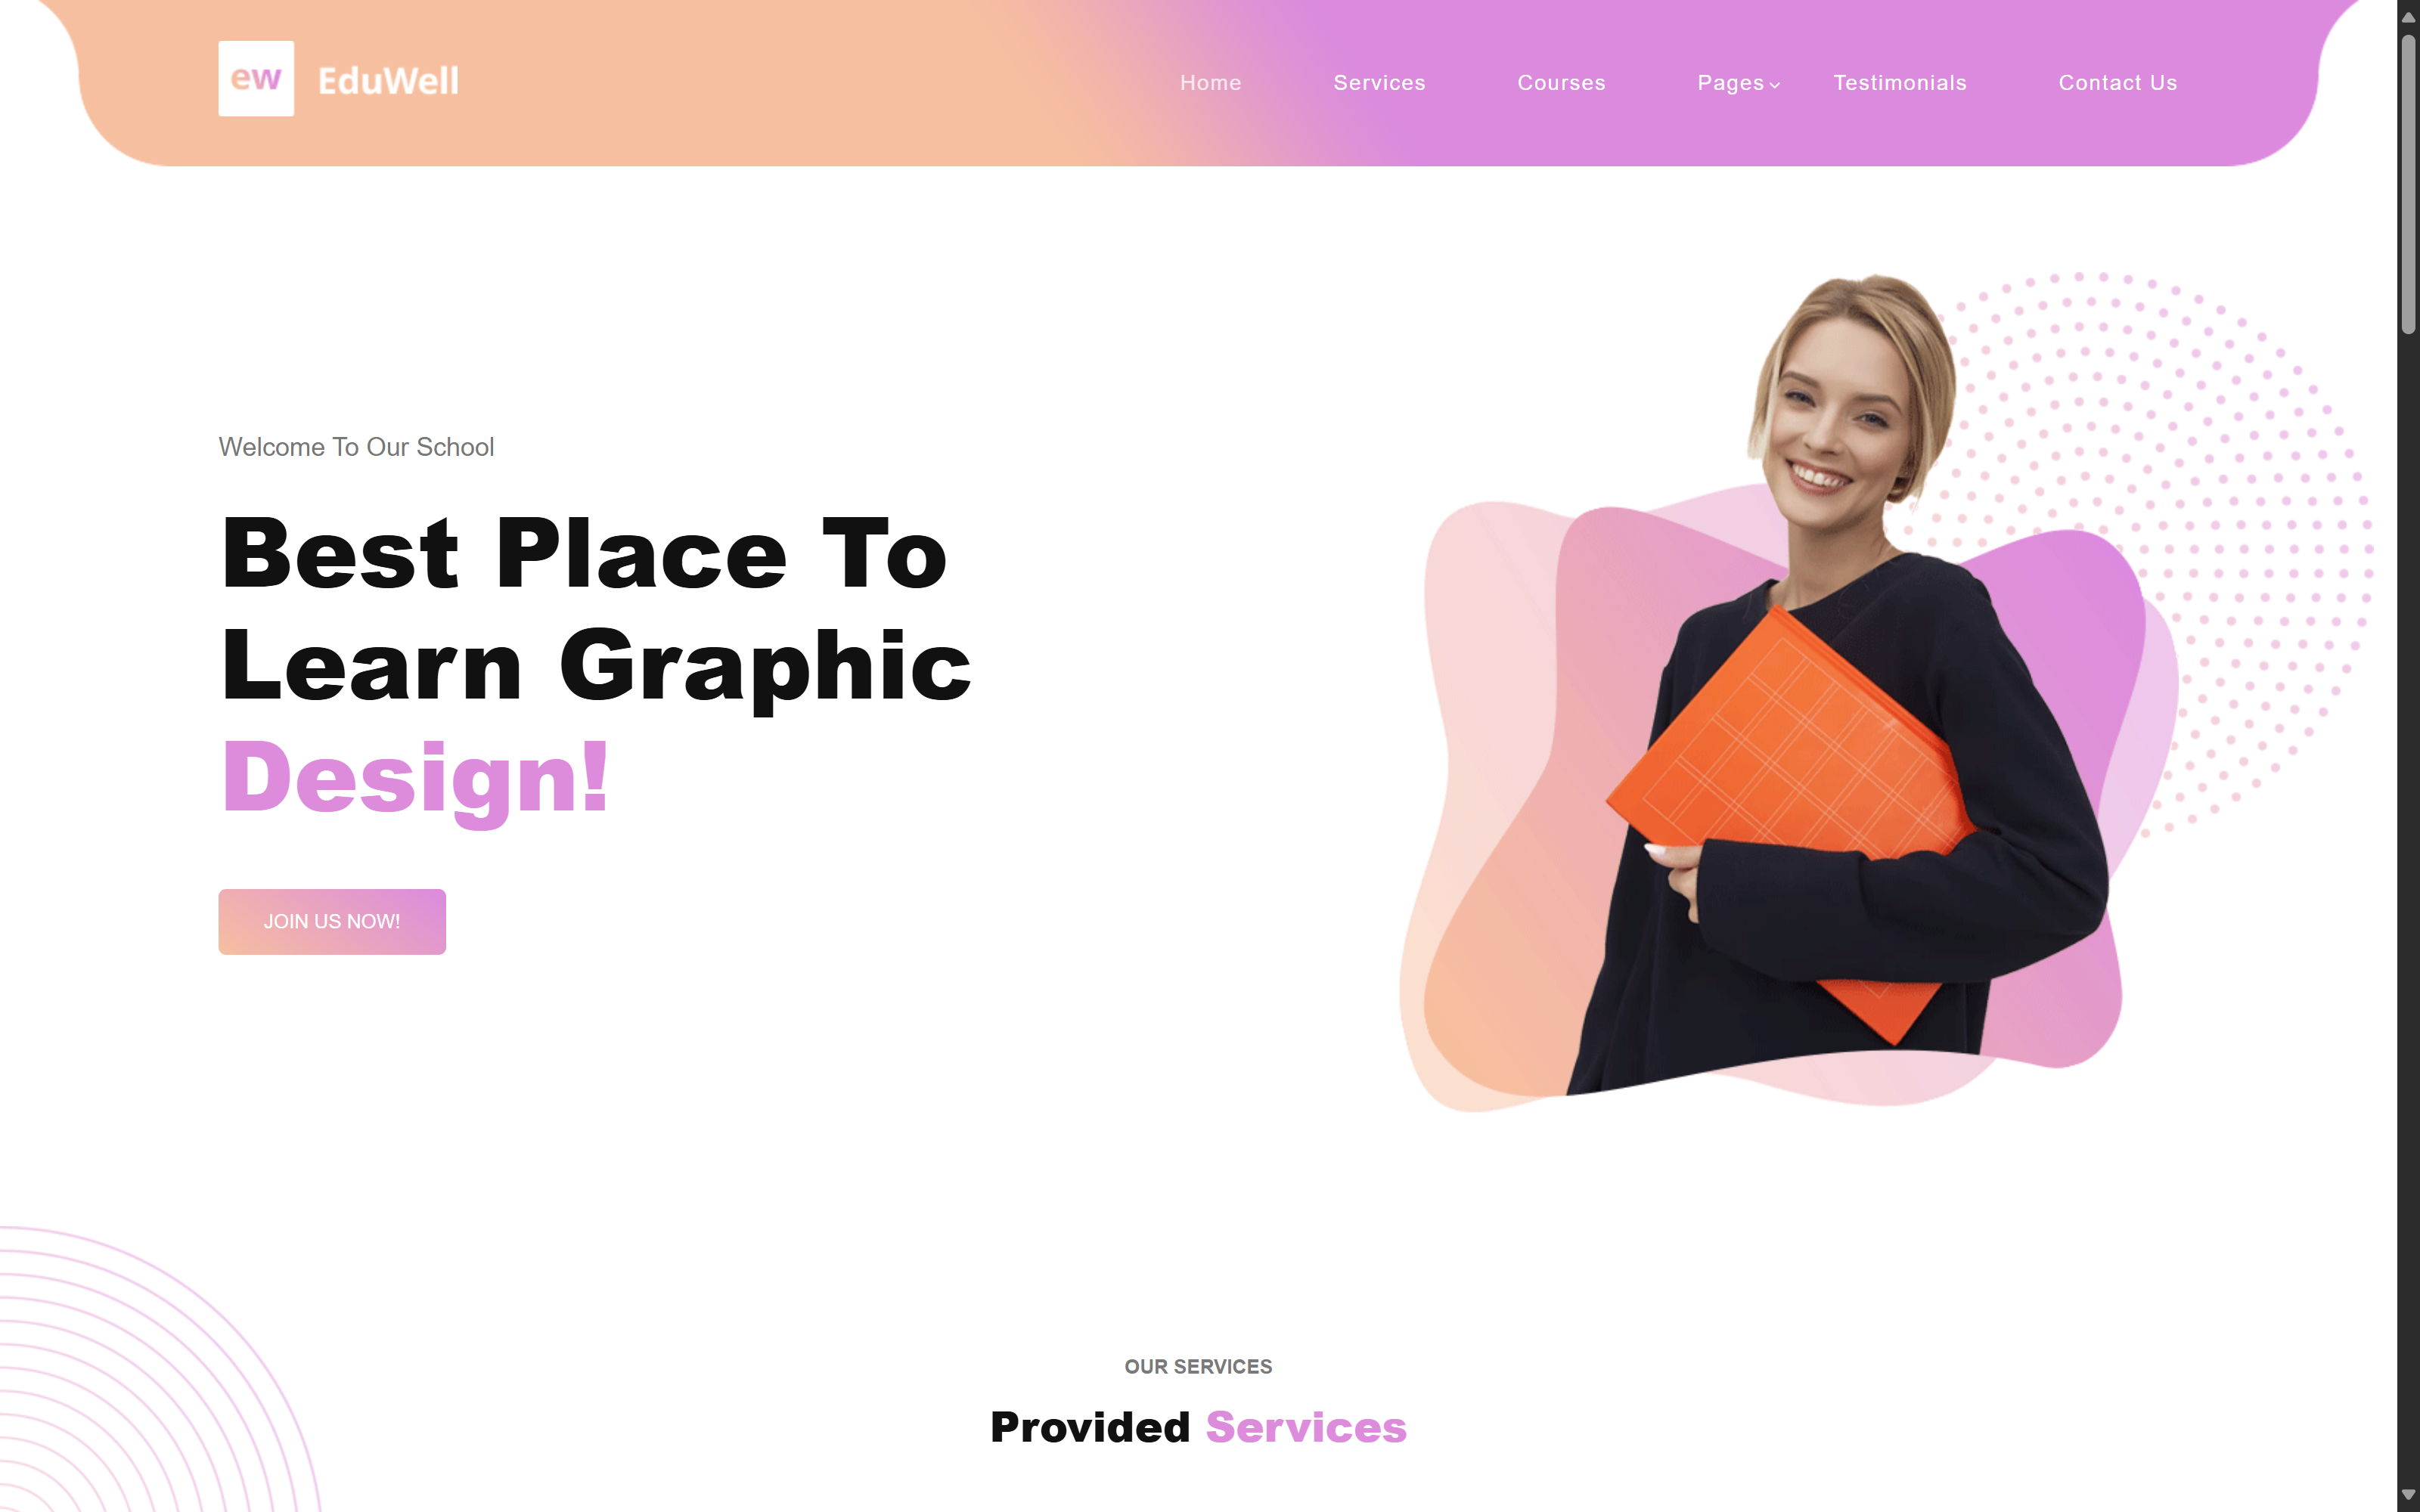 ew EduWell
Home Services Courses Pages Testimonials Contact Us
Welcome To Our School
Best Place To
Learn Graphic
Design!
JOIN US NOW!
OUR SERVICES
Provided Services